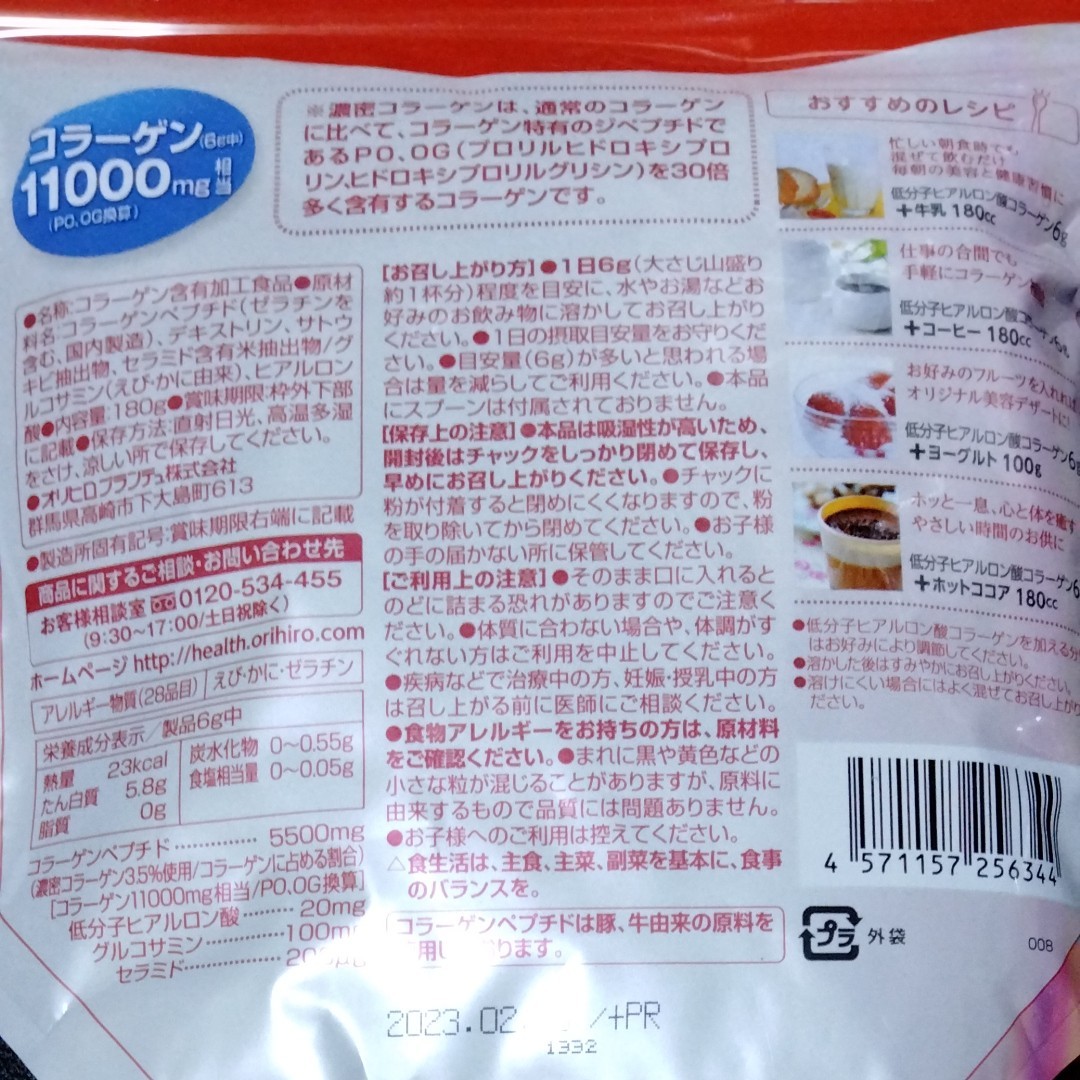 コラーゲン(6g中)
11000mg相当
(PO、OG換算)
※濃密コラーゲンは、通常のコラーゲン
に比べて、コラーゲン特有のジペプチドで
あるPO、OG(プロリルヒドロキシプロ
リン、ヒドロキシプロリルグリシン)を30倍
多く含有するコラーゲンです。
●名称:コラーゲン含有加工食品●原材
料名:コラーゲンペプチド(ゼラチンを
含む、国内製造)、デキストリン、サトウ
キビ抽出物、セラミド含有米抽出物/グ
ルコサミン(えび・かに由来)、ヒアルロン
酸●内容量:180g●賞味期限:枠外下部
に記載●保存方法:直射日光、高温多湿
をさけ、涼しい所で保存してください。
●オリヒロプランデュ株式会社
群馬県高崎市下大島町613
●製造所固有記号:賞味期限右端に記載
商品に関するご相談・お問い合わせ先
お客様相談室 0120-534-455
(9:30~17:00/土日祝除く)
ホームページ http://health.orihiro.com
アレルギー物質(28品目) えび・かに・ゼラチン
栄養成分表示/製品6g中
熱量 23kcal
たん白質 5.8g
脂質 0g
炭水化物 0~0.55g
食塩相当量 0~0.05g
コラーゲンペプチド 5500mg
(濃密コラーゲン3.5%使用/コラーゲンに占める割合)
[コラーゲン11000mg相当/PO、OG換算]
低分子ヒアルロン酸 20mg
グルコサミン 100mg
セラミド
[お召し上がり方]●1日6g(大さじ山盛り
約1杯分)程度を目安に、水やお湯などお
好みのお飲み物に溶かしてお召し上がり
ください。●1日の摂取目安量をお守りくだ
さい。●目安量(6g)が多いと思われる場
合は量を減らしてご利用ください。●本品
にスプーンは付属されておりません。
[保存上の注意]●本品は吸湿性が高いため、
開封後はチャックをしっかり閉めて保存し、
早めにお召し上がりください。●チャックに
粉が付着すると閉めにくくなりますので、粉
を取り除いてから閉めてください。●お子様
の手の届かない所に保管してください。
[ご利用上の注意]●そのまま口に入れると
のどに詰まる恐れがありますのでご注意く
ださい。●体質に合わない場合や、体調がす
ぐれない方はご利用を中止してください。
●疾病などで治療中の方、妊娠・授乳中の方
は召し上がる前に医師にご相談ください。
●食物アレルギーをお持ちの方は、原材料
をご確認ください。●まれに黒や黄色などの
小さな粒が混じることがありますが、原料に
由来するもので品質には問題ありません。
●お子様へのご利用は控えてください。
△食生活は、主食、主菜、副菜を基本に、食事
のバランスを。
コラーゲンペプチドは豚、牛由来の原料を
用し ります。
2023.02 /+PR
1332
おすすめのレシピ
忙しい朝食時でも
混ぜて飲むだけ
毎朝の美容と健康習慣に
低分子ヒアルロン酸コラーゲン6g
+牛乳 180cc
仕事の合間でも
手軽にコラーゲン
低分子ヒアルロン酸
+コーヒー 180cc
お好みのフルーツを入れれば
オリジナル美容デザートに!
低分子ヒアルロン酸コラーゲン6g
+ヨーグルト 100g
ホッと一息、心と体を癒す
やさしい時間のお供に
低分子ヒアルロン酸コラーゲン6
+ホットココア 180cc
●低分子ヒアルロン酸コラーゲンを加える分
はお好みにより調節してください。
●溶かした後はすみやかにお召し上がりください。
●溶けにくい場合にはよく混ぜてお召し上がり
ださい。
4 571157 256344
プラ 外袋
008